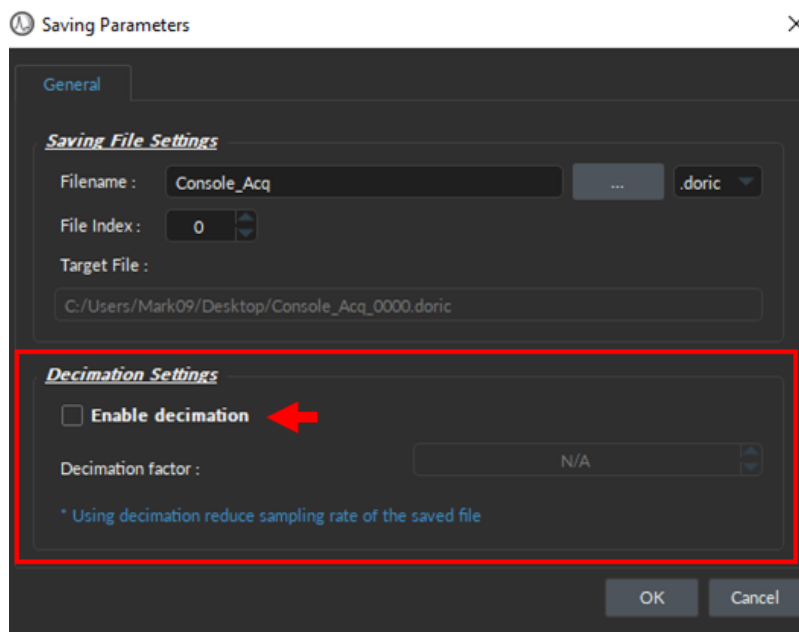 Saving Parameters
General
Saving File Settings
Filename : Console_Acq ... .doric
File Index : 0
Target File :
C:/Users/Mark09/Desktop/Console_Acq_0000.doric
Decimation Settings
Enable decimation
Decimation factor : N/A
* Using decimation reduce sampling rate of the saved file
OK Cancel